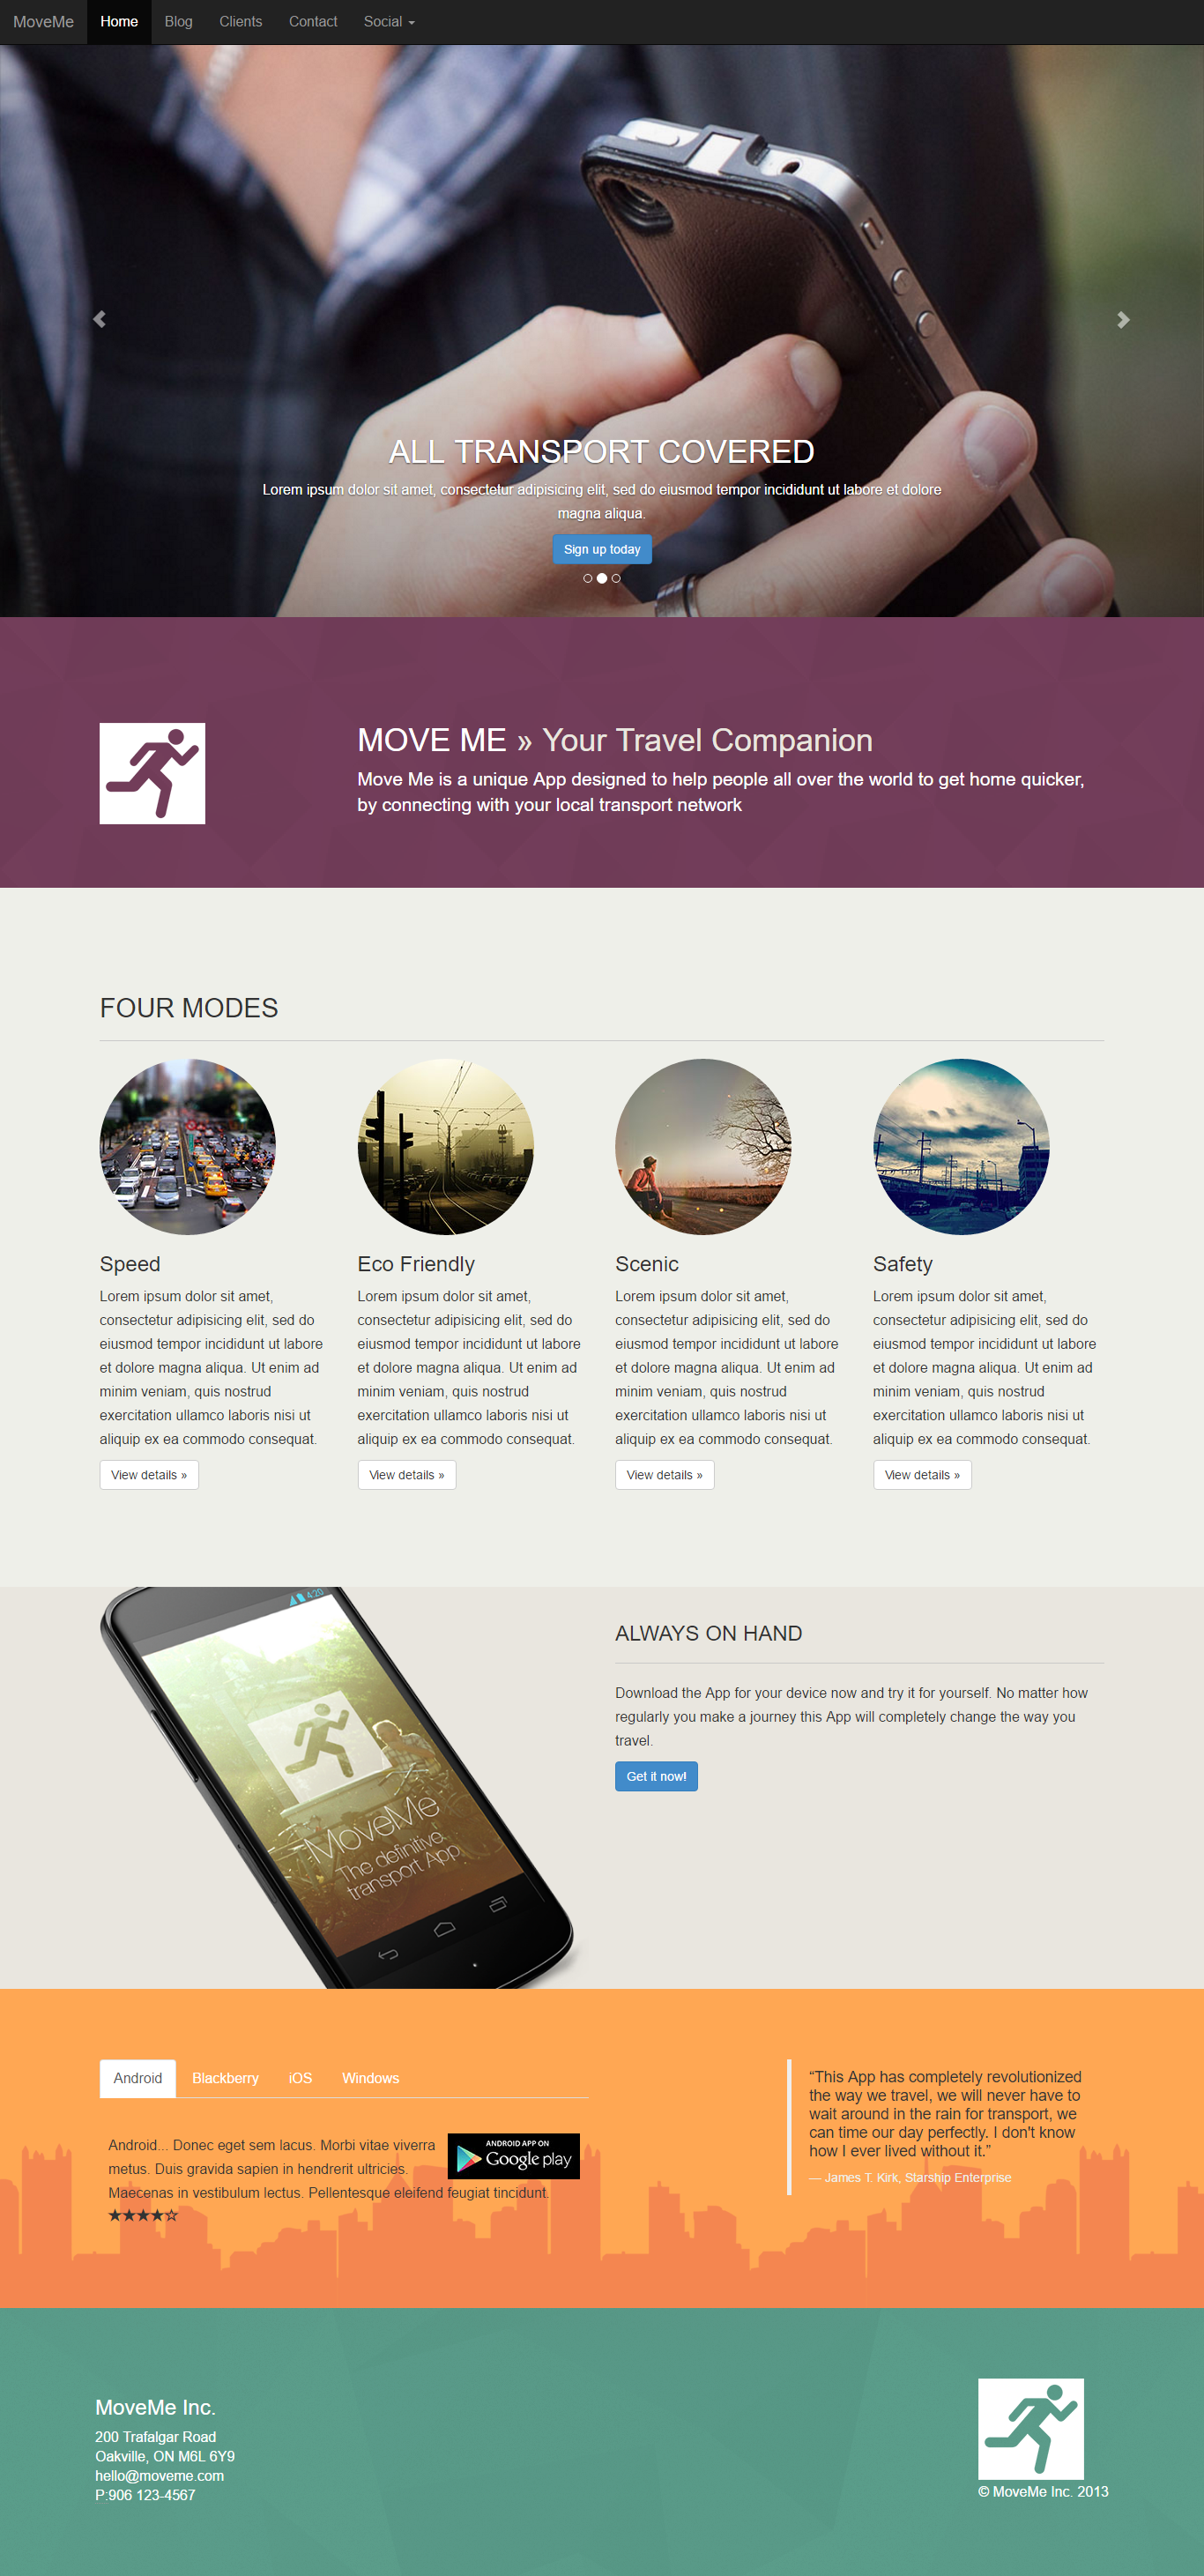 MoveMe Home Blog Clients Contact Social
ALL TRANSPORT COVERED
Lorem ipsum dolor sit amet, consectetur adipisicing elit, sed do eiusmod tempor incididunt ut labore et dolore
magna aliqua.
Sign up today
MOVE ME » Your Travel Companion
Move Me is a unique App designed to help people all over the world to get home quicker,
by connecting with your local transport network
FOUR MODES
Speed
Lorem ipsum dolor sit amet,
consectetur adipisicing elit, sed do
eiusmod tempor incididunt ut labore
et dolore magna aliqua. Ut enim ad
minim veniam, quis nostrud
exercitation ullamco laboris nisi ut
aliquip ex ea commodo consequat.
View details »
Eco Friendly
Lorem ipsum dolor sit amet,
consectetur adipisicing elit, sed do
eiusmod tempor incididunt ut labore
et dolore magna aliqua. Ut enim ad
minim veniam, quis nostrud
exercitation ullamco laboris nisi ut
aliquip ex ea commodo consequat.
View details »
Scenic
Lorem ipsum dolor sit amet,
consectetur adipisicing elit, sed do
eiusmod tempor incididunt ut labore
et dolore magna aliqua. Ut enim ad
minim veniam, quis nostrud
exercitation ullamco laboris nisi ut
aliquip ex ea commodo consequat.
View details »
Safety
Lorem ipsum dolor sit amet,
consectetur adipisicing elit, sed do
eiusmod tempor incididunt ut labore
et dolore magna aliqua. Ut enim ad
minim veniam, quis nostrud
exercitation ullamco laboris nisi ut
aliquip ex ea commodo consequat.
View details »
4:20
MoveMe
The definitive
transport App
ALWAYS ON HAND
Download the App for your device now and try it for yourself. No matter how
regularly you make a journey this App will completely change the way you
travel.
Get it now!
Android Blackberry iOS Windows
Android... Donec eget sem lacus. Morbi vitae viverra
metus. Duis gravida sapien in hendrerit ultricies.
Maecenas in vestibulum lectus. Pellentesque eleifend feugiat tincidunt.
★★★★☆
ANDROID APP ON
Google play
“This App has completely revolutionized
the way we travel, we will never have to
wait around in the rain for transport, we
can time our day perfectly. I don't know
how I ever lived without it.”
— James T. Kirk, Starship Enterprise
MoveMe Inc.
200 Trafalgar Road
Oakville, ON M6L 6Y9
hello@moveme.com
P:906 123-4567
© MoveMe Inc. 2013